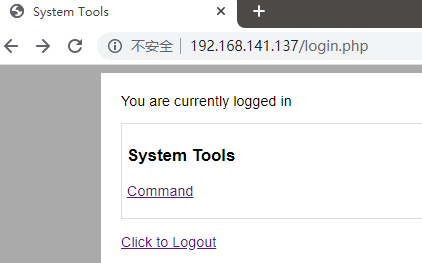 System Tools
不安全 192.168.141.137/login.php
You are currently logged in
System Tools
Command
Click to Logout